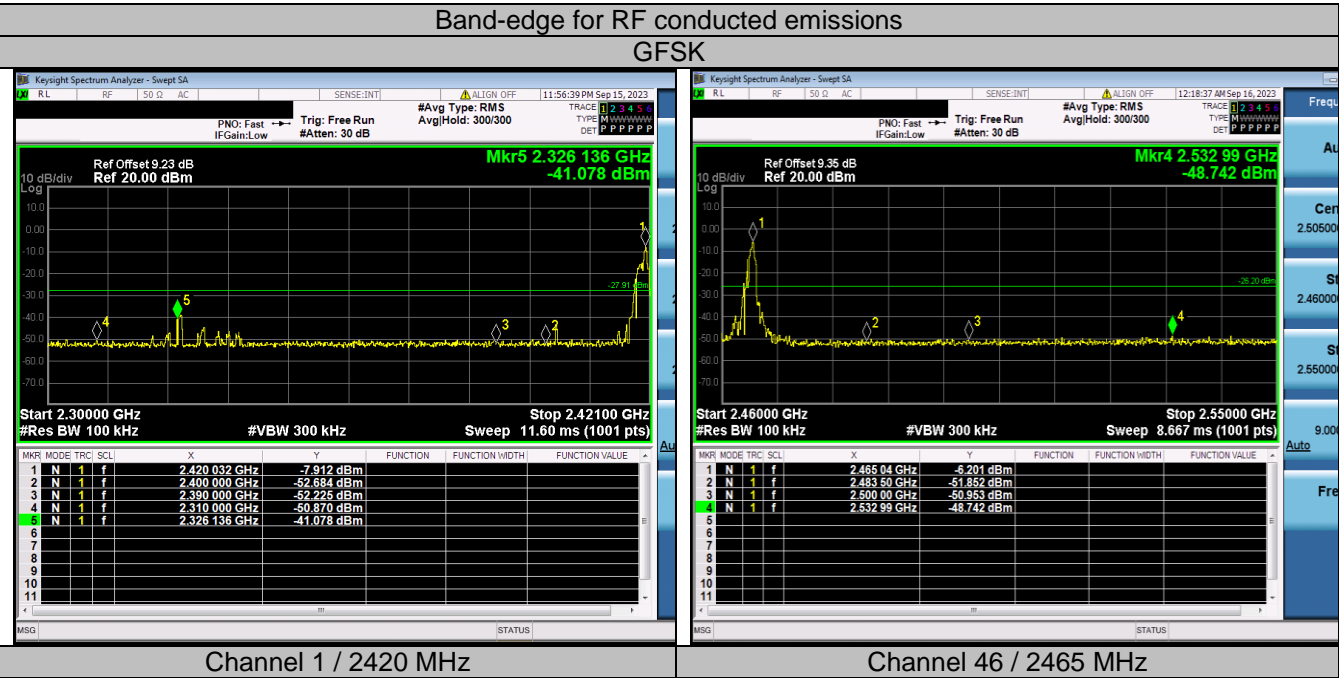 Band-edge for RF conducted emissions
GFSK
Keysight Spectrum Analyzer - Swept SA
LXI RL RF 50 Ω AC SENSE:INT ALIGN OFF 11:56:39 PM Sep 15, 2023
#Avg Type: RMS TRACE 1 2 3 4 5 6
PNO: Fast Trig: Free Run Avg|Hold: 300/300 TYPE MWWWWW
IFGain:Low #Atten: 30 dB DET P P P P P P
Mkr5 2.326 136 GHz
Ref Offset 9.23 dB
10 dB/div Ref 20.00 dBm -41.078 dBm
Log
10.0
0.00
-10.0
-20.0
-27.91 dBm
-30.0
-40.0
-50.0
-60.0
-70.0
1
5
4
3
2
Start 2.30000 GHz Stop 2.42100 GHz
#Res BW 100 kHz #VBW 300 kHz Sweep 11.60 ms (1001 pts)
MKR MODE TRC SCL X Y FUNCTION FUNCTION WIDTH FUNCTION VALUE
1 N 1 f 2.420 032 GHz -7.912 dBm
2 N 1 f 2.400 000 GHz -52.684 dBm
3 N 1 f 2.390 000 GHz -52.225 dBm
4 N 1 f 2.310 000 GHz -50.870 dBm
5 N 1 f 2.326 136 GHz -41.078 dBm
6
7
8
9
10
11
MSG STATUS
Au
Channel 1 / 2420 MHz
Keysight Spectrum Analyzer - Swept SA
LXI RL RF 50 Ω AC SENSE:INT ALIGN OFF 12:18:37 AM Sep 16, 2023
#Avg Type: RMS TRACE 1 2 3 4 5 6
PNO: Fast Trig: Free Run Avg|Hold: 300/300 TYPE MWWWWW
IFGain:Low #Atten: 30 dB DET P P P P P P
Mkr4 2.532 99 GHz
Ref Offset 9.35 dB
10 dB/div Ref 20.00 dBm -48.742 dBm
Log
10.0
0.00
-10.0
-20.0
-26.20 dBm
-30.0
-40.0
-50.0
-60.0
-70.0
1
2
3
4
Start 2.46000 GHz Stop 2.55000 GHz
#Res BW 100 kHz #VBW 300 kHz Sweep 8.667 ms (1001 pts)
MKR MODE TRC SCL X Y FUNCTION FUNCTION WIDTH FUNCTION VALUE
1 N 1 f 2.465 04 GHz -6.201 dBm
2 N 1 f 2.483 50 GHz -51.852 dBm
3 N 1 f 2.500 00 GHz -50.953 dBm
4 N 1 f 2.532 99 GHz -48.742 dBm
5
6
7
8
9
10
11
MSG STATUS
Frequ
Au
Cen
2.505000
St
2.460000
St
2.550000
9.000
Auto
Fre
Channel 46 / 2465 MHz